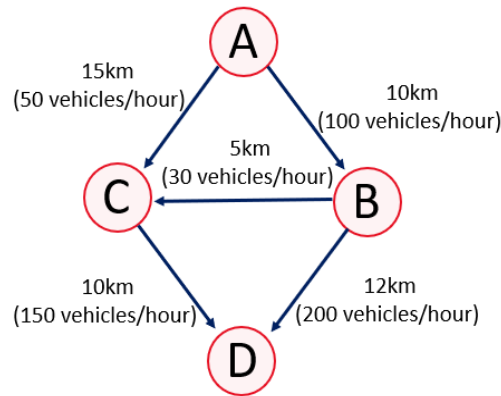 A
15km
(50 vehicles/hour)
10km
(100 vehicles/hour)
5km
(30 vehicles/hour)
C
B
10km
(150 vehicles/hour)
12km
(200 vehicles/hour)
D